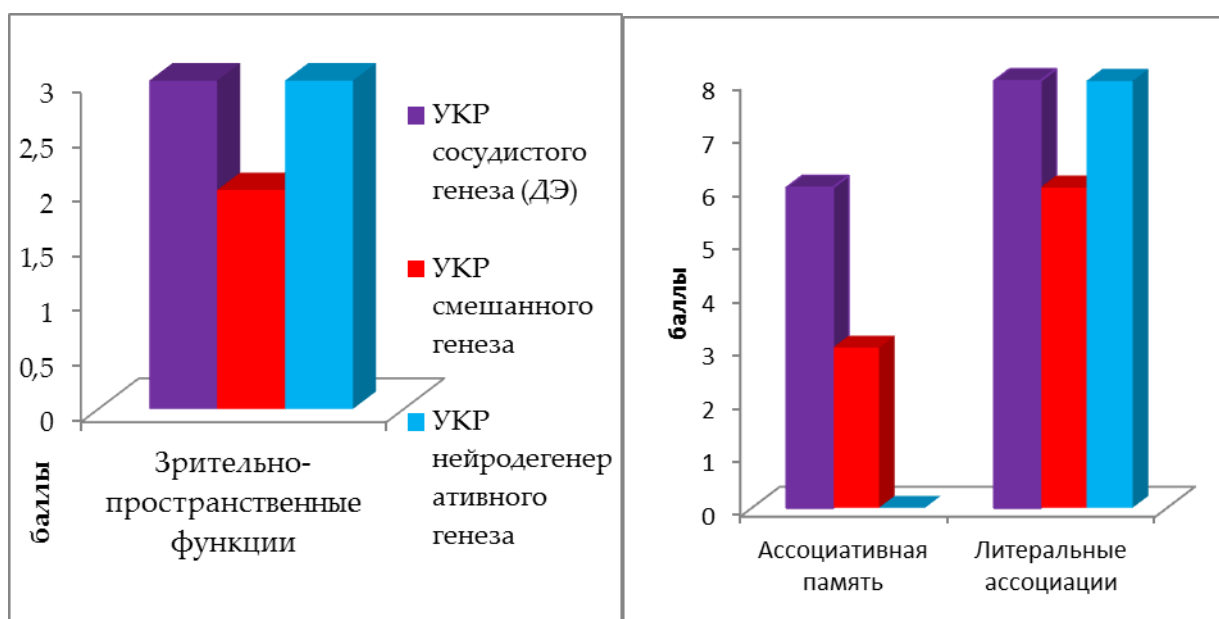 3
2,5
2
1,5
1
0,5
0
баллы
Зрительно-
пространственные
функции
УКР
сосудистого
генеза (ДЭ)
УКР
смешанного
генеза
УКР
нейродегенер
ативного
генеза
баллы
8
7
6
5
4
3
2
1
0
Ассоциативная
память
Литеральные
ассоциации